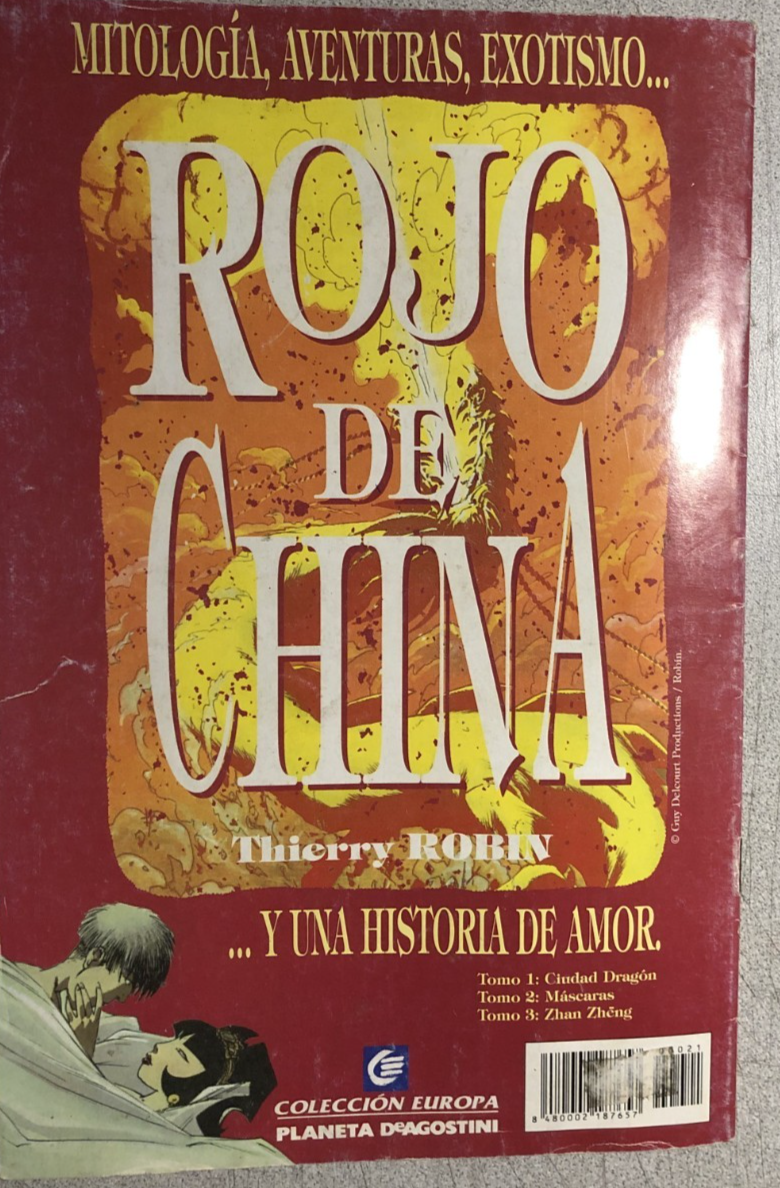 MITOLOGÍA, AVENTURAS, EXOTISMO...
ROJO
DE
CHINA
© Guy Delcourt Productions / Robin.
Thierry ROBIN
... Y UNA HISTORIA DE AMOR.
Tomo 1: Ciudad Dragón
Tomo 2: Máscaras
Tomo 3: Zhan Zhēng
COLECCIÓN EUROPA
PLANETA DeAGOSTINI
8 480002 187657